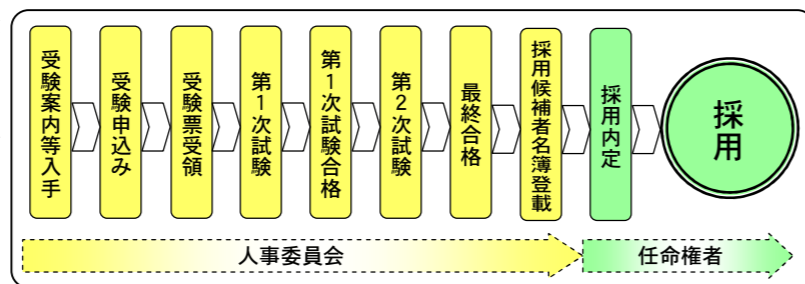 受験案内等入手
受験申込み
受験票受領
第1次試験
第1次試験合格
第2次試験
最終合格
採用候補者名簿登載
採用内定
採用
人事委員会
任命権者